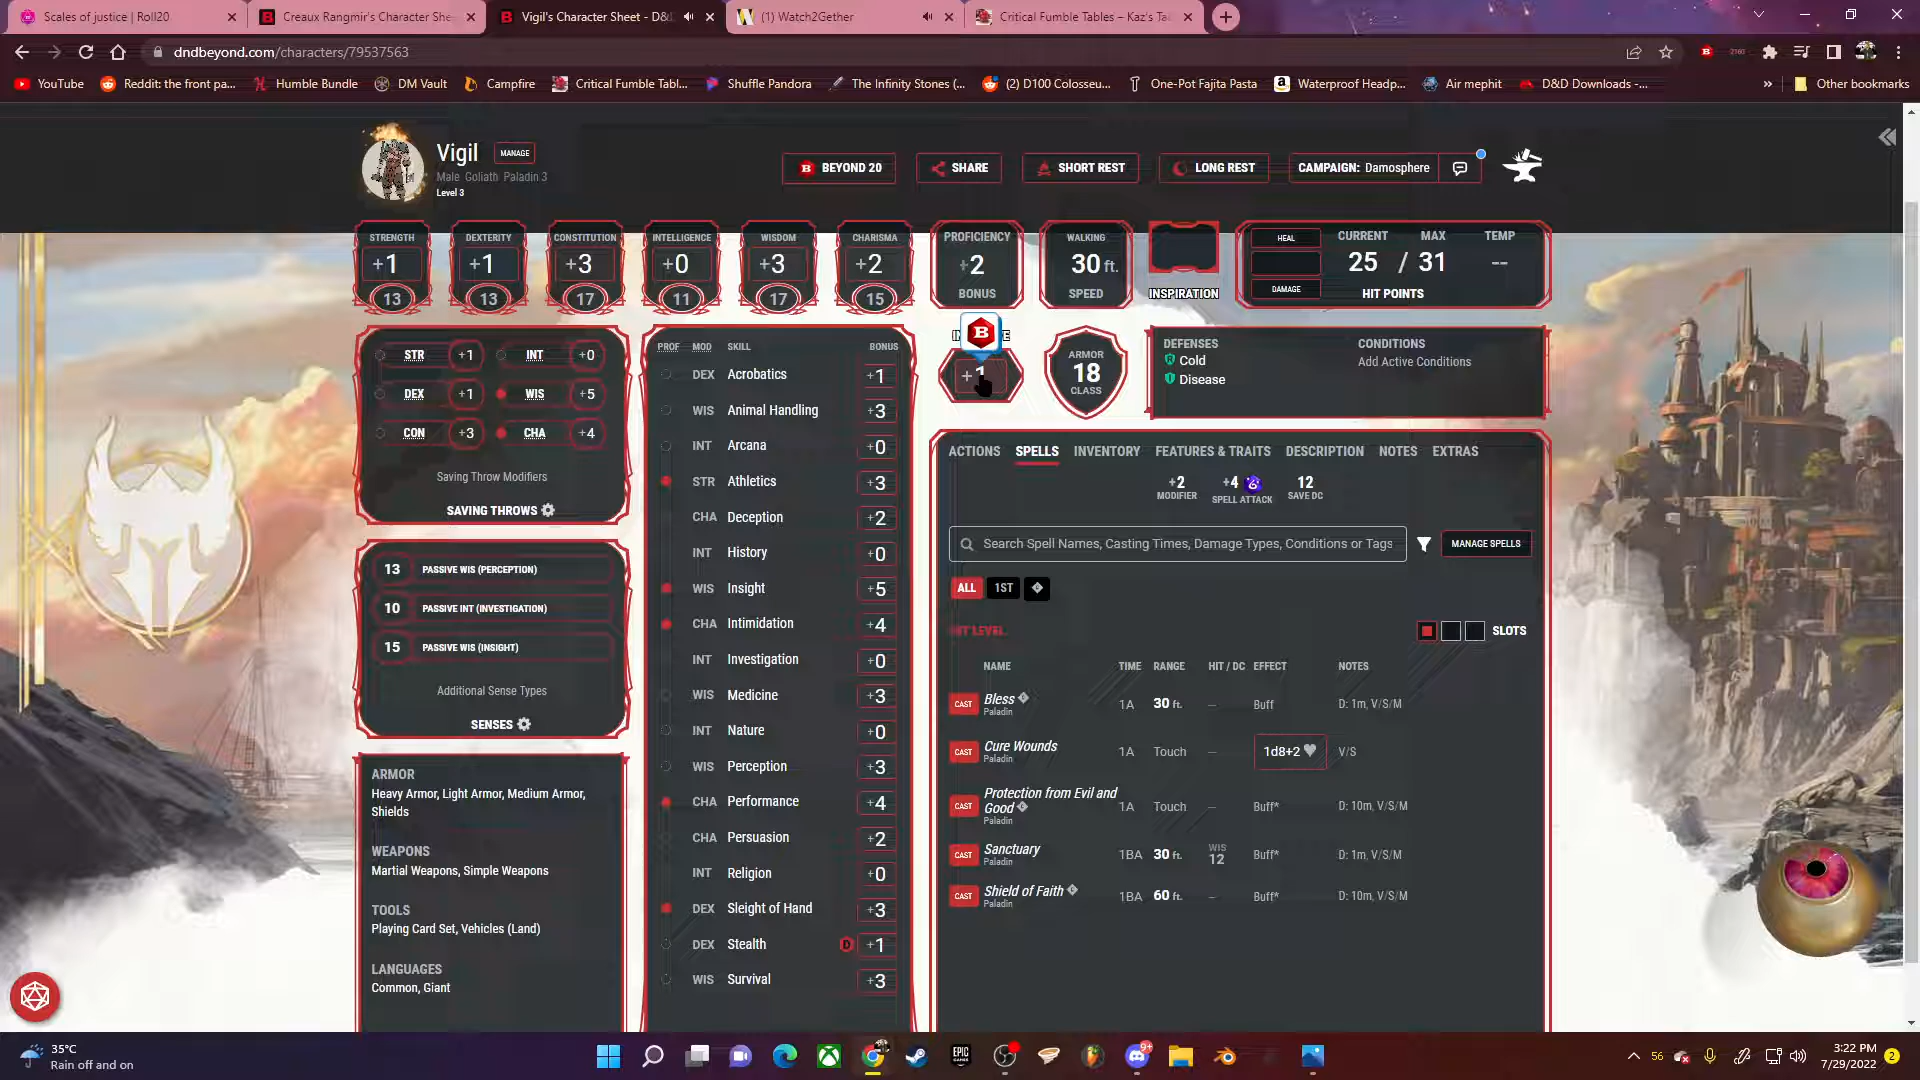 Scales of justice | Roll20
Creaux Rangmir's Character She
Vigil's Character Sheet - D&
(1) Watch2Gether
Critical Fumble Tables – Kaz's Ta
dndbeyond.com/characters/79537563
YouTube
Reddit: the front pa...
Humble Bundle
DM Vault
Campfire
Critical Fumble Tabl...
Shuffle Pandora
The Infinity Stones (...
(2) D100 Colosseu...
One-Pot Fajita Pasta
Waterproof Headp...
Air mephit
D&D Downloads -...
»
Other bookmarks
Vigil
MANAGE
Male Goliath Paladin 3
Level 3
BEYOND 20
SHARE
SHORT REST
LONG REST
CAMPAIGN: Damosphere
STRENGTH
+1
13
DEXTERITY
+1
13
CONSTITUTION
+3
17
INTELLIGENCE
+0
11
WISDOM
+3
17
CHARISMA
+2
15
PROFICIENCY
+2
BONUS
WALKING
30 ft.
SPEED
INSPIRATION
HEAL
DAMAGE
CURRENT
MAX
TEMP
25 / 31 --
HIT POINTS
STR +1
INT +0
DEX +1
WIS +5
CON +3
CHA +4
Saving Throw Modifiers
SAVING THROWS
13 PASSIVE WIS (PERCEPTION)
10 PASSIVE INT (INVESTIGATION)
15 PASSIVE WIS (INSIGHT)
Additional Sense Types
SENSES
ARMOR
Heavy Armor, Light Armor, Medium Armor,
Shields
WEAPONS
Martial Weapons, Simple Weapons
TOOLS
Playing Card Set, Vehicles (Land)
LANGUAGES
Common, Giant
PROF MOD SKILL BONUS
DEX Acrobatics +1
WIS Animal Handling +3
INT Arcana +0
STR Athletics +3
CHA Deception +2
INT History +0
WIS Insight +5
CHA Intimidation +4
INT Investigation +0
WIS Medicine +3
INT Nature +0
WIS Perception +3
CHA Performance +4
CHA Persuasion +2
INT Religion +0
DEX Sleight of Hand +3
DEX Stealth D +1
WIS Survival +3
B
+1
ARMOR
18
CLASS
DEFENSES
Cold
Disease
CONDITIONS
Add Active Conditions
ACTIONS
SPELLS
INVENTORY
FEATURES & TRAITS
DESCRIPTION
NOTES
EXTRAS
+2
MODIFIER
+4
SPELL ATTACK
12
SAVE DC
Search Spell Names, Casting Times, Damage Types, Conditions or Tags
MANAGE SPELLS
ALL
1ST
1ST LEVEL
SLOTS
NAME TIME RANGE HIT / DC EFFECT NOTES
CAST Bless 1A 30 ft. -- Buff D: 1m, V/S/M
Paladin
CAST Cure Wounds 1A Touch -- 1d8+2 V/S
Paladin
CAST Protection from Evil and Good 1A Touch -- Buff* D: 10m, V/S/M
Paladin
CAST Sanctuary 1BA 30 ft. WIS 12 Buff* D: 1m, V/S/M
Paladin
CAST Shield of Faith 1BA 60 ft. -- Buff* D: 10m, V/S/M
Paladin
35°C
Rain off and on
EPIC
9+
56
3:22 PM
7/29/2022
2